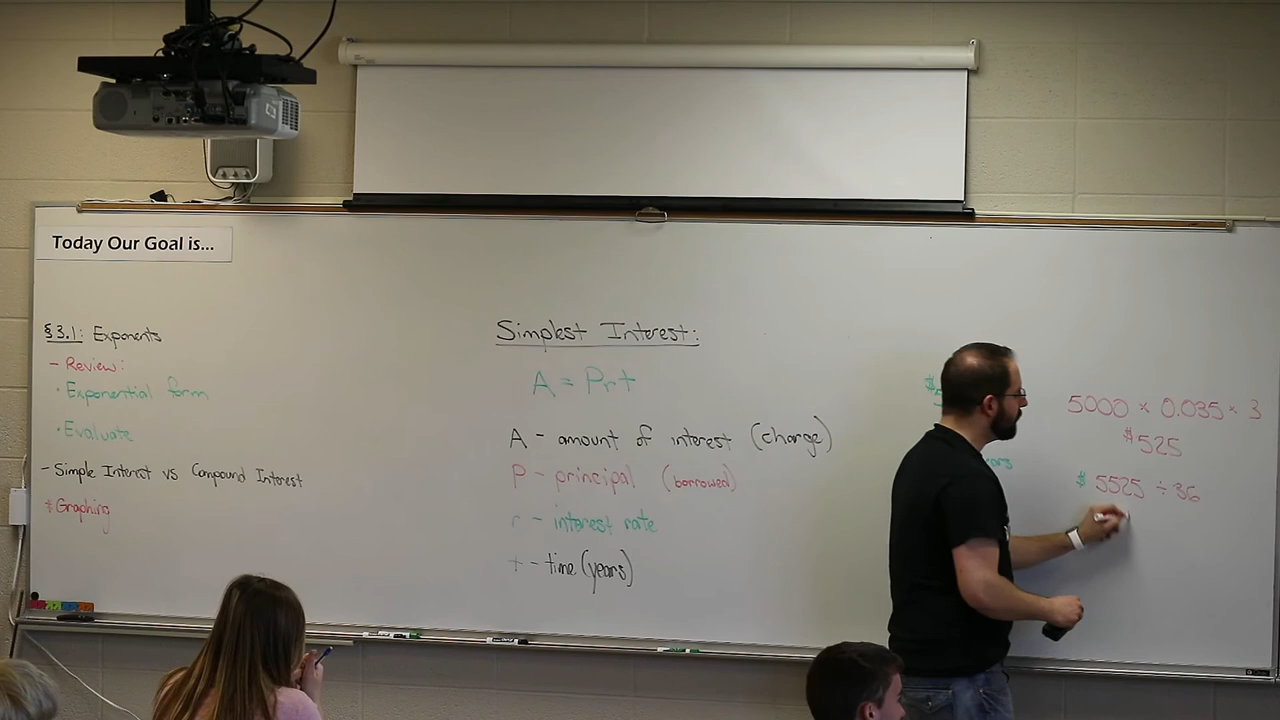 Today Our Goal is...
§ 3.1: Exponents
- Review:
· Exponential form
· Evaluate
- Simple Interest vs Compound Interest
* Graphing
Simplest Interest:
A = Prt
A - amount of interest (charge)
P - principal (borrowed)
r - interest rate
t - time (years)
5000 × 0.035 × 3
$525
$ 5525 ÷ 36